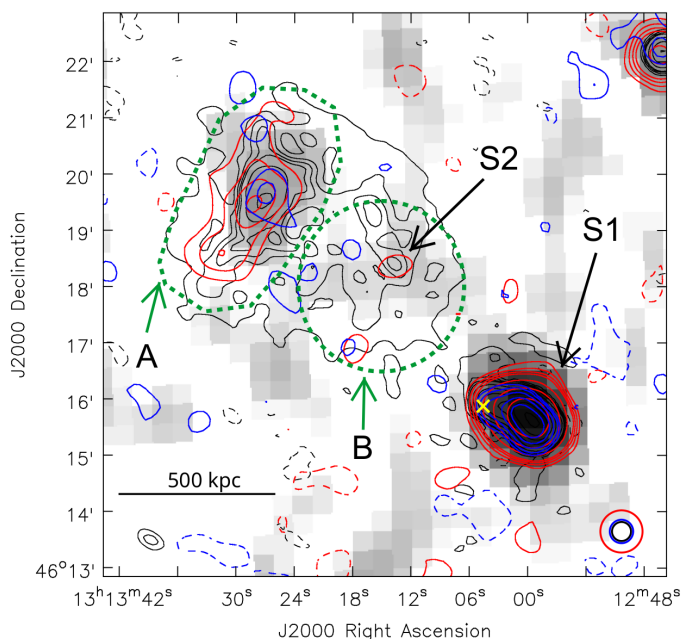 22'
21'
S2
20'
19'
S1
18'
17'
A
16'
B
15'
500 kpc
14'
46°13'
13ʰ13ᵐ42ˢ 30ˢ 18ˢ 12ˢ 06ˢ 00ˢ 12ᵐ48ˢ
J2000 Right Ascension
J2000 Declination